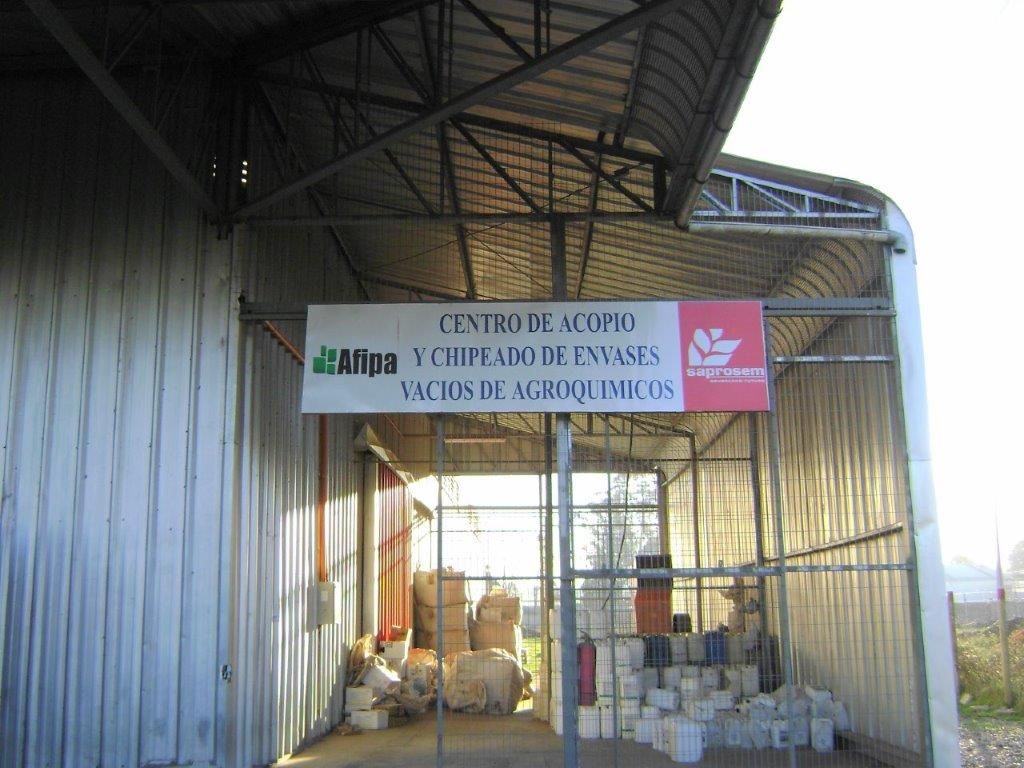 Afipa
CENTRO DE ACOPIO
Y CHIPEADO DE ENVASES
VACIOS DE AGROQUIMICOS
saprosem